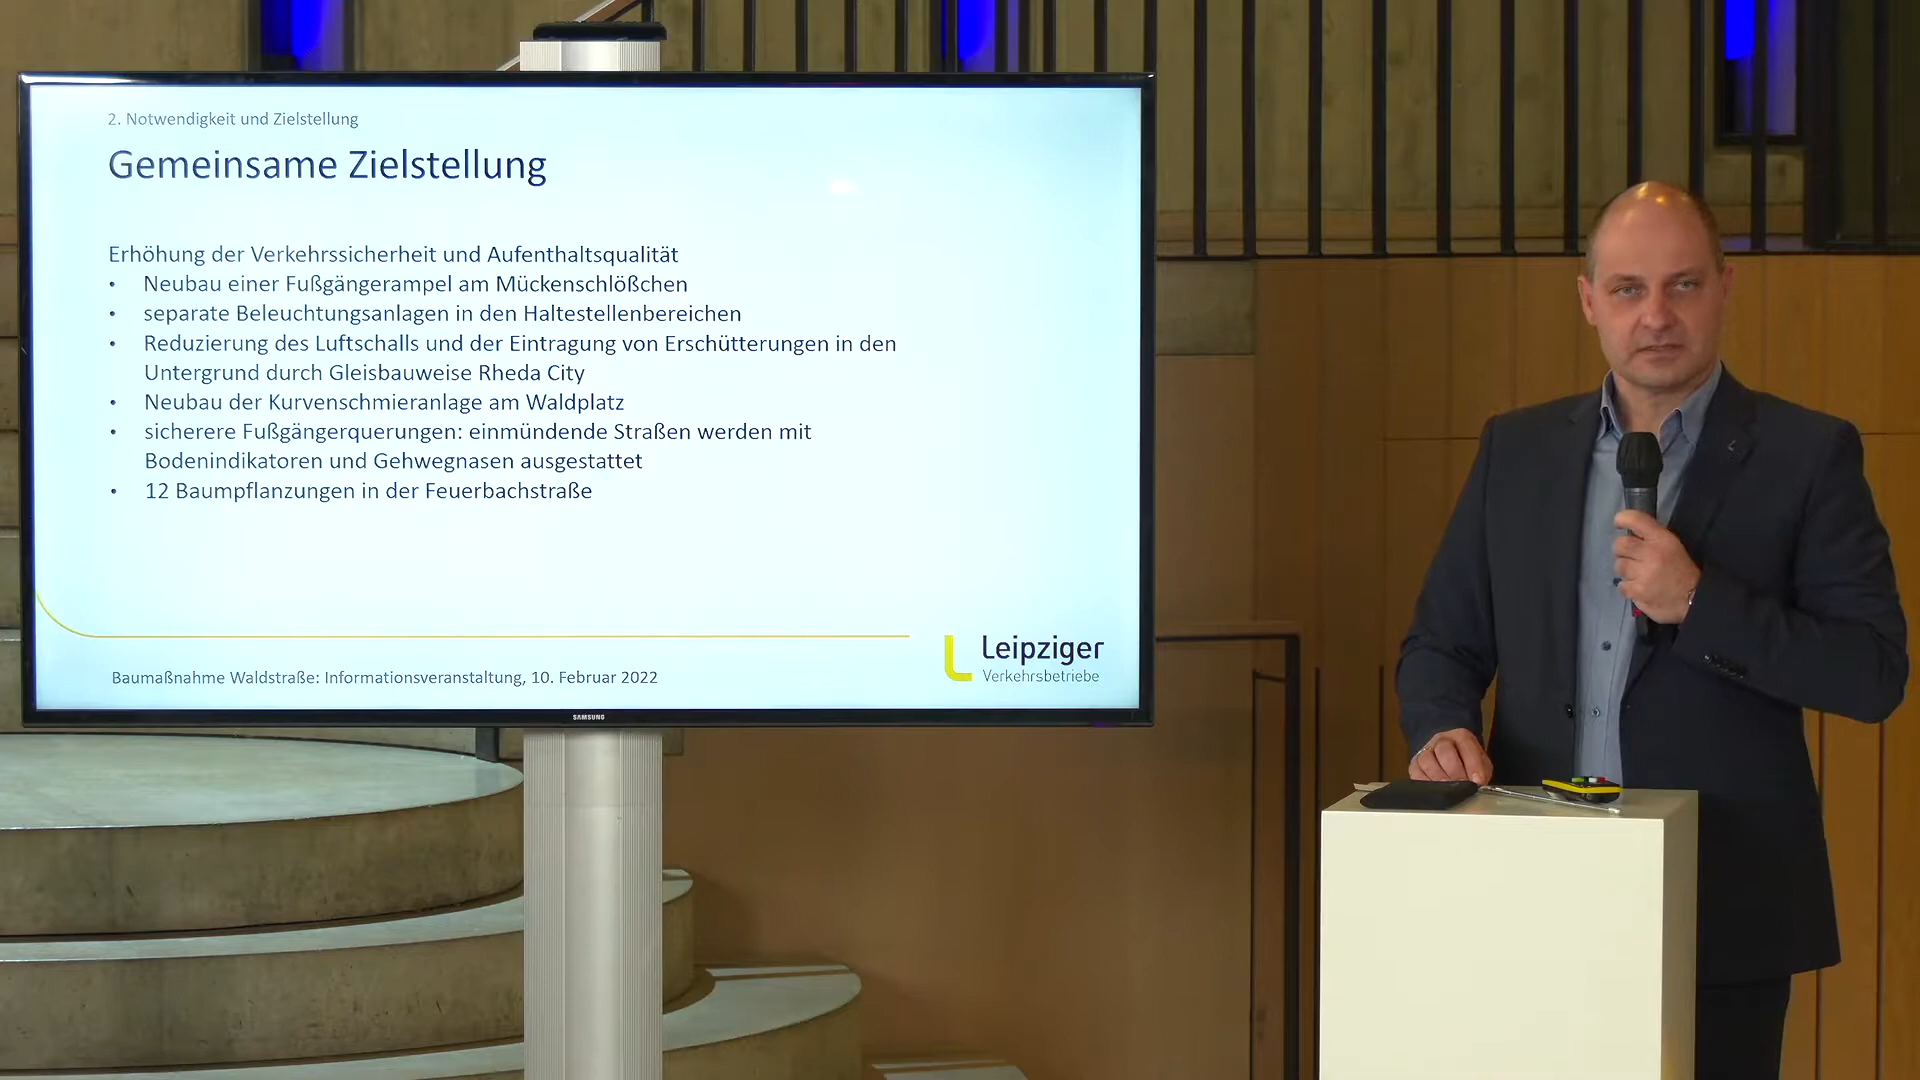 2. Notwendigkeit und Zielstellung
Gemeinsame Zielstellung
Erhöhung der Verkehrssicherheit und Aufenthaltsqualität
• Neubau einer Fußgängerampel am Mückenschlößchen
• separate Beleuchtungsanlagen in den Haltestellenbereichen
• Reduzierung des Luftschalls und der Eintragung von Erschütterungen in den
Untergrund durch Gleisbauweise Rheda City
• Neubau der Kurvenschmieranlage am Waldplatz
• sicherere Fußgängerquerungen: einmündende Straßen werden mit
Bodenindikatoren und Gehwegnasen ausgestattet
• 12 Baumpflanzungen in der Feuerbachstraße
Leipziger
Verkehrsbetriebe
Baumaßnahme Waldstraße: Informationsveranstaltung, 10. Februar 2022
SAMSUNG